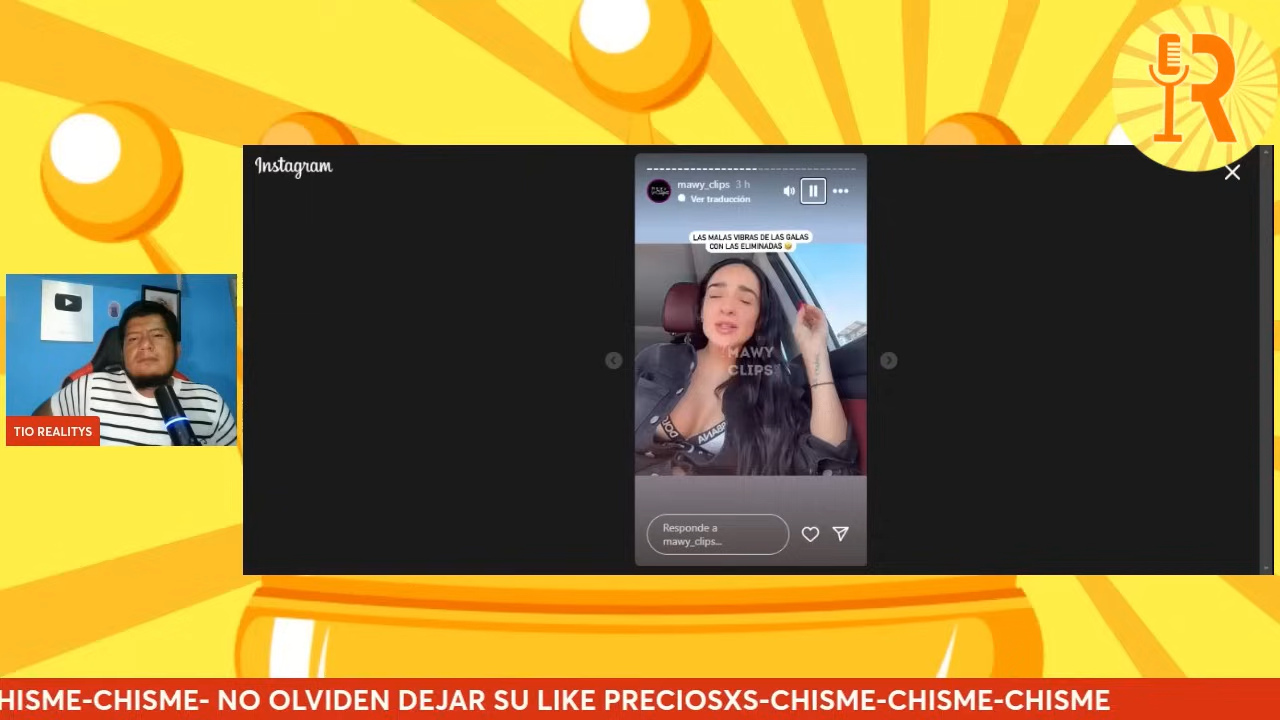 R
Instagram
mawy_clips 3 h
Ver traducción
LAS MALAS VIBRAS DE LAS GALAS
CON LAS ELIMINADAS
MAWY
CLIPS
TIO REALITYS
Responde a
mawy_clips...
HISME-CHISME- NO OLVIDEN DEJAR SU LIKE PRECIOSXS-CHISME-CHISME-CHISME